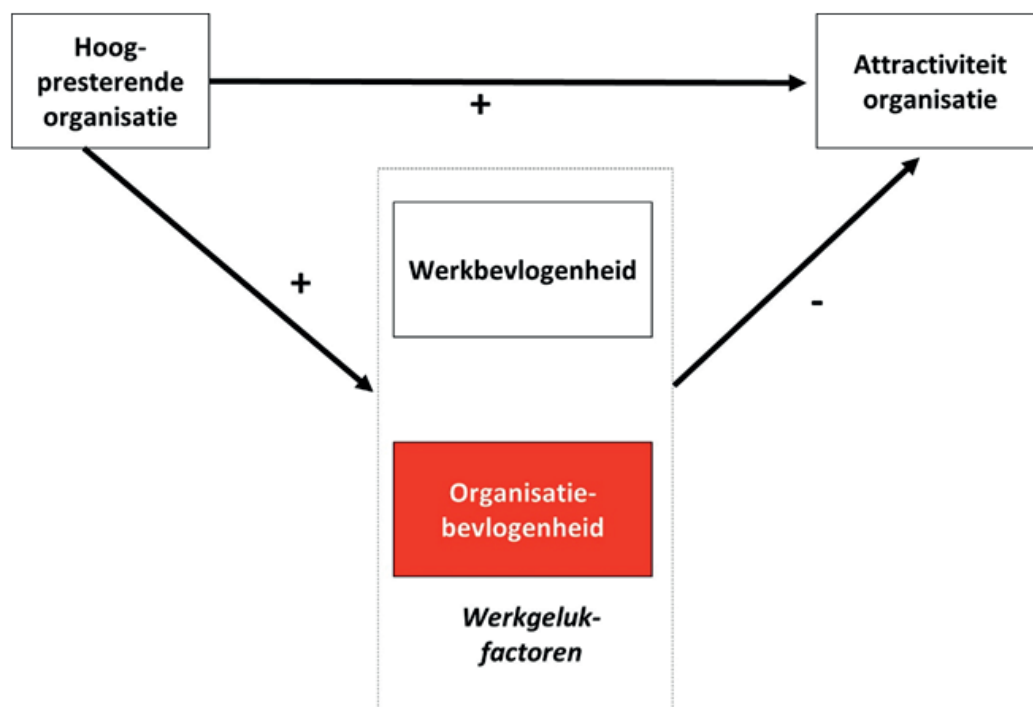 Hoog-
presterende
organisatie
Attractiviteit
organisatie
+
Werkbevlogenheid
+
-
Organisatie-
bevlogenheid
Werkgeluk-
factoren